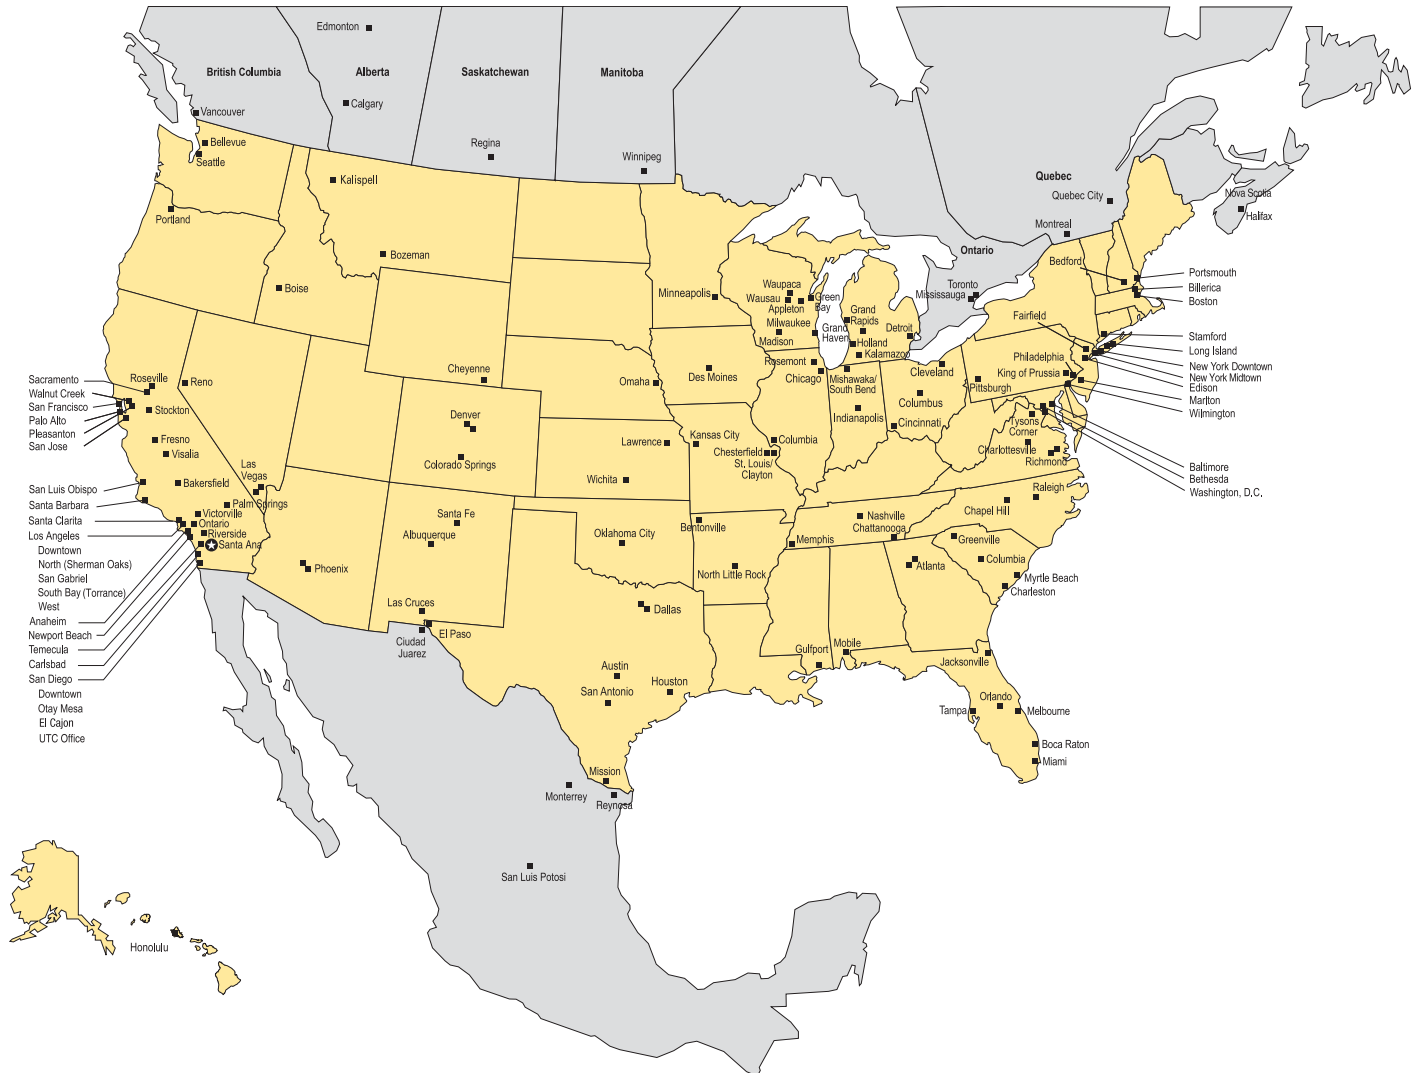 Edmonton
British Columbia
Alberta
Saskatchewan
Manitoba
Calgary
Vancouver
Bellevue
Seattle
Regina
Winnipeg
Kalispell
Portland
Bozeman
Boise
Quebec
Quebec City
Nova Scotia
Halifax
Montreal
Ontario
Bedford
Toronto
Mississauga
Portsmouth
Billerica
Boston
Fairfield
Stamford
Long Island
New York Downtown
New York Midtown
Edison
Marlton
Wilmington
Philadelphia
King of Prussia
Pittsburgh
Minneapolis
Waupaca
Wausau
Appleton
Green
Bay
Milwaukee
Madison
Grand
Haven
Grand
Rapids
Holland
Kalamazoo
Detroit
Rosemont
Chicago
Mishawaka/
South Bend
Cleveland
Columbus
Indianapolis
Cincinnati
Cheyenne
Omaha
Des Moines
Denver
Colorado Springs
Lawrence
Kansas City
Wichita
Columbia
Chesterfield
St. Louis/
Clayton
Tysons
Corner
Charlottesville
Richmond
Baltimore
Bethesda
Washington, D.C.
Raleigh
Chapel Hill
Sacramento
Walnut Creek
San Francisco
Palo Alto
Pleasanton
San Jose
Roseville
Reno
Stockton
Fresno
Visalia
Las
Vegas
Bakersfield
Palm Springs
Victorville
Ontario
Riverside
Santa Ana
San Luis Obispo
Santa Barbara
Santa Clarita
Los Angeles
Downtown
North (Sherman Oaks)
San Gabriel
South Bay (Torrance)
West
Anaheim
Newport Beach
Temecula
Carlsbad
San Diego
Downtown
Otay Mesa
El Cajon
UTC Office
Phoenix
Santa Fe
Albuquerque
Las Cruces
Ciudad
Juarez
El Paso
Oklahoma City
Bentonville
North Little Rock
Memphis
Nashville
Chattanooga
Greenville
Columbia
Atlanta
Myrtle Beach
Charleston
Dallas
Austin
San Antonio
Houston
Gulfport
Mobile
Jacksonville
Orlando
Tampa
Melbourne
Boca Raton
Miami
Mission
Monterrey
Reynosa
San Luis Potosi
Honolulu